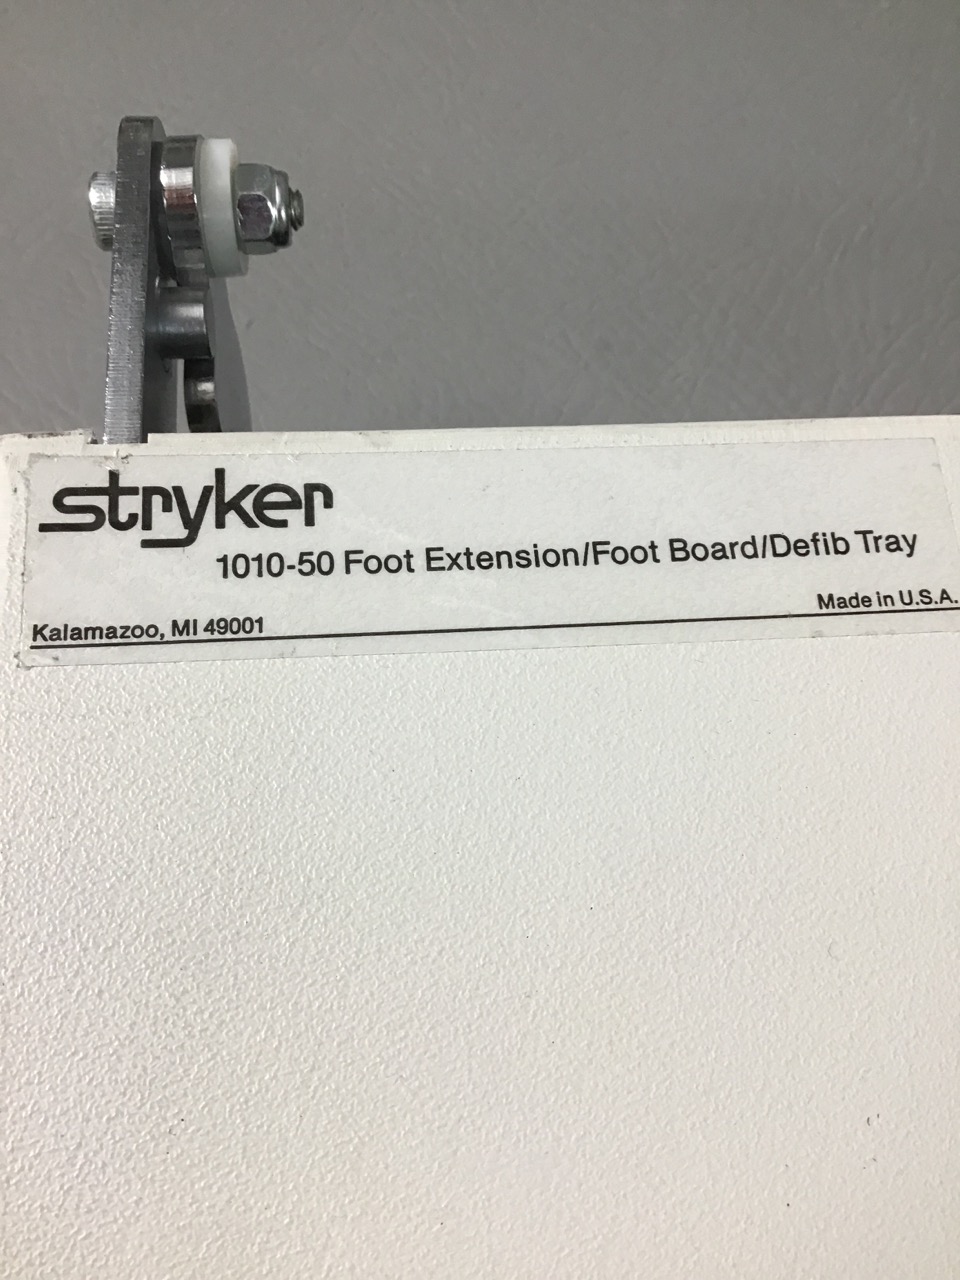 stryker
1010-50 Foot Extension/Foot Board/Defib Tray
Made in U.S.A.
Kalamazoo, MI 49001